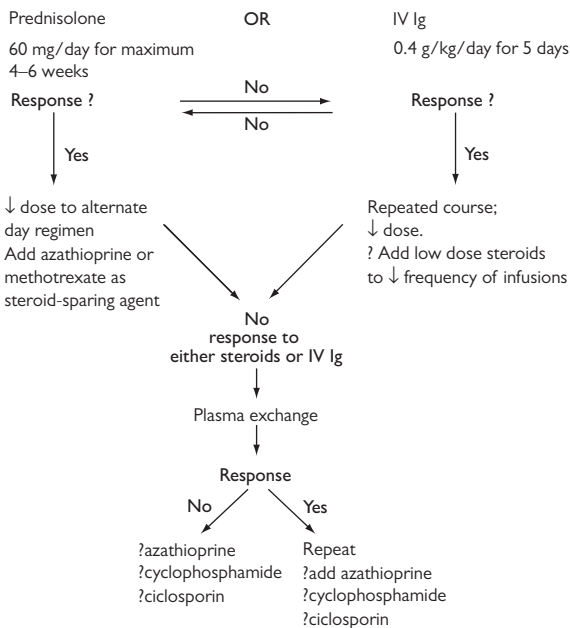 Prednisolone
OR
IV Ig
60 mg/day for maximum
4–6 weeks
0.4 g/kg/day for 5 days
Response ?
No
No
Response ?
Yes
Yes
↓ dose to alternate
day regimen
Add azathioprine or
methotrexate as
steroid-sparing agent
Repeated course;
↓ dose.
? Add low dose steroids
to ↓ frequency of infusions
No
response to
either steroids or IV Ig
Plasma exchange
Response
No
Yes
?azathioprine
?cyclophosphamide
?ciclosporin
Repeat
?add azathioprine
?cyclophosphamide
?ciclosporin